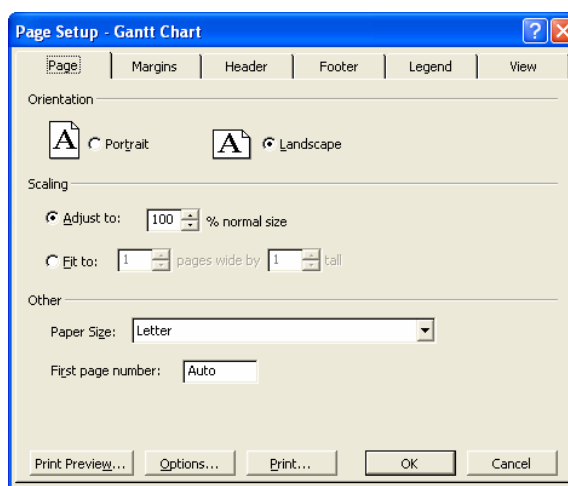 Page Setup - Gantt Chart
Page Margins Header Footer Legend View
Orientation
A Portrait A Landscape
Scaling
Adjust to: 100 % normal size
Fit to: 1 pages wide by 1 tall
Other
Paper Size: Letter
First page number: Auto
Print Preview... Options... Print... OK Cancel